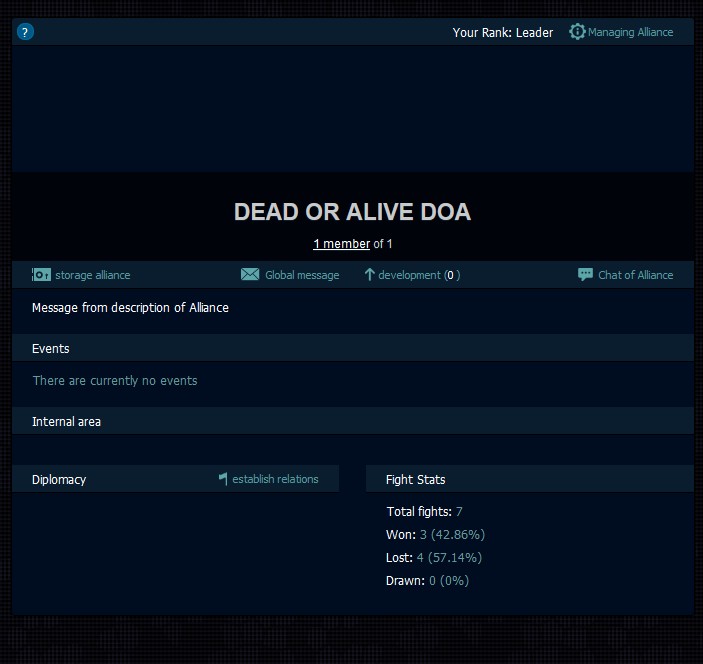 ?
Your Rank: Leader
Managing Alliance
DEAD OR ALIVE DOA
1 member of 1
storage alliance
Global message
development (0 )
Chat of Alliance
Message from description of Alliance
Events
There are currently no events
Internal area
Diplomacy
establish relations
Fight Stats
Total fights: 7
Won: 3 (42.86%)
Lost: 4 (57.14%)
Drawn: 0 (0%)